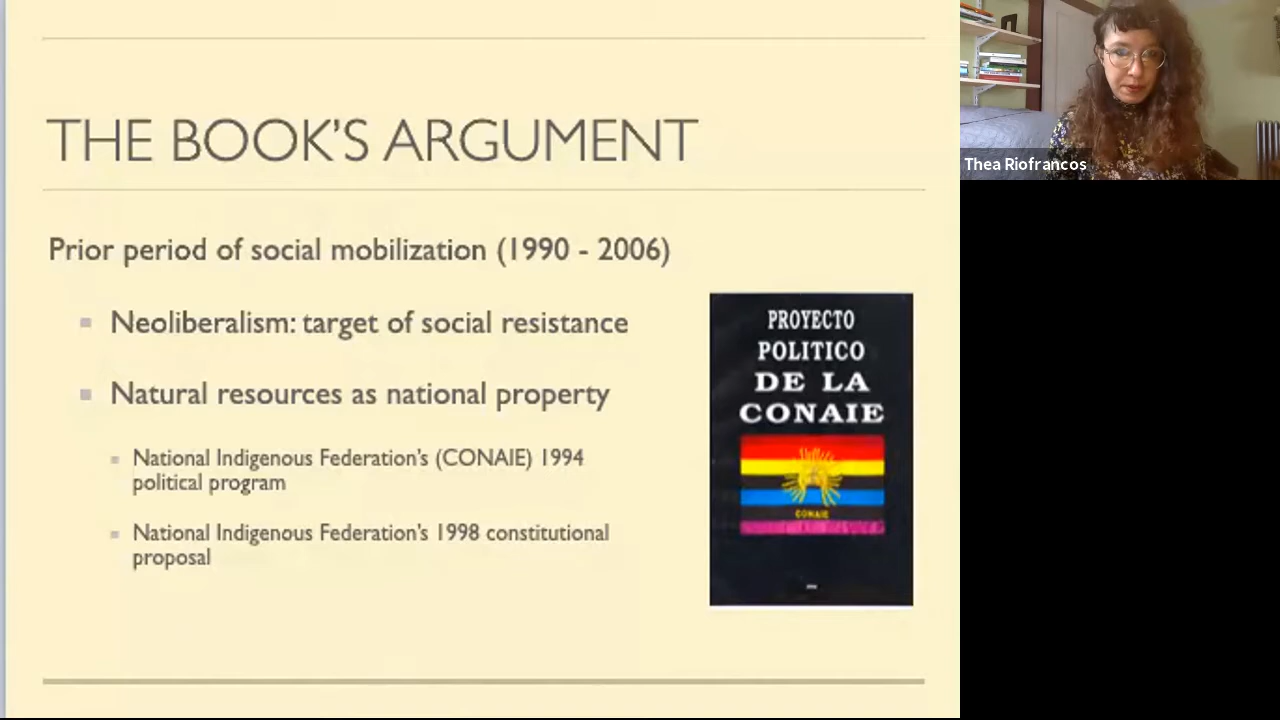 THE BOOK'S ARGUMENT
Prior period of social mobilization (1990 - 2006)
Neoliberalism: target of social resistance
Natural resources as national property
National Indigenous Federation's (CONAIE) 1994
political program
National Indigenous Federation's 1998 constitutional
proposal
PROYECTO
POLITICO
DE LA
CONAIE
CONAIE
Thea Riofrancos